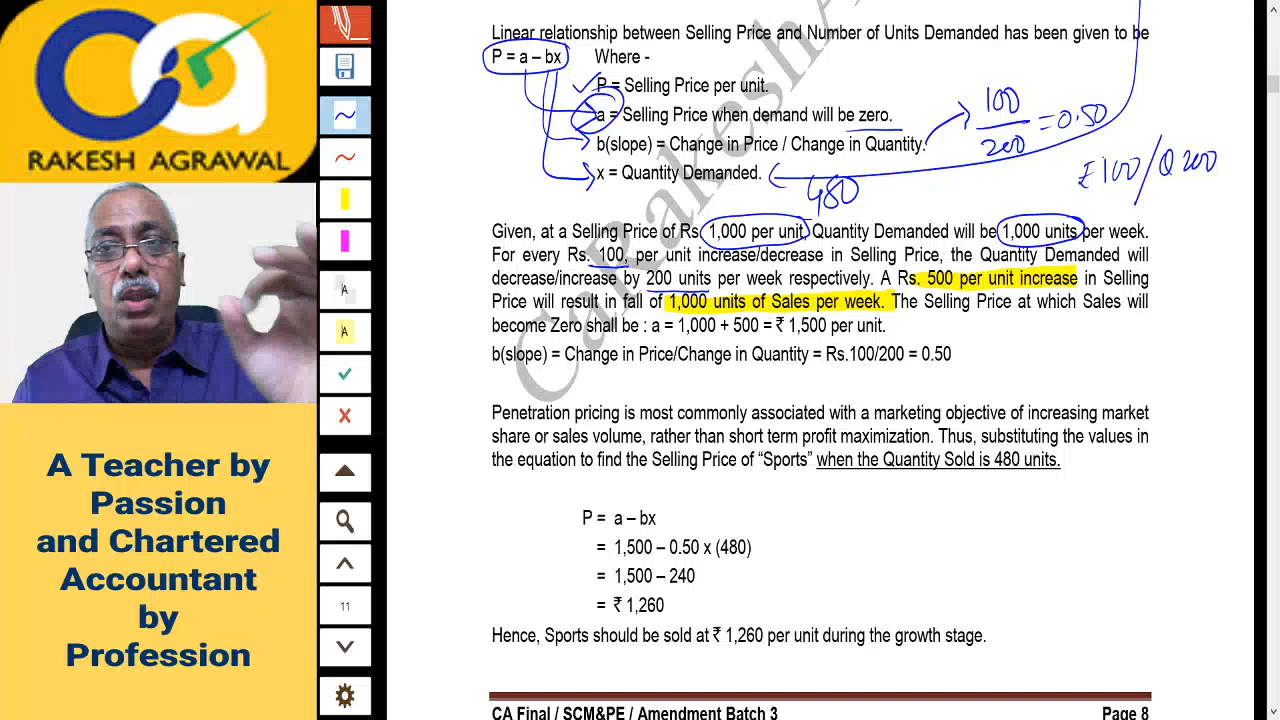 Linear relationship between Selling Price and Number of Units Demanded has been given to be
P = a – bx Where -
P = Selling Price per unit.
a = Selling Price when demand will be zero.
b(slope) = Change in Price / Change in Quantity.
x = Quantity Demanded.
100
200
= 0.50
₤100/Q 200
480
Given, at a Selling Price of Rs. 1,000 per unit, Quantity Demanded will be 1,000 units per week.
For every Rs. 100, per unit increase/decrease in Selling Price, the Quantity Demanded will
decrease/increase by 200 units per week respectively. A Rs. 500 per unit increase in Selling
Price will result in fall of 1,000 units of Sales per week. The Selling Price at which Sales will
become Zero shall be : a = 1,000 + 500 = ₹ 1,500 per unit.
b(slope) = Change in Price/Change in Quantity = Rs.100/200 = 0.50
Penetration pricing is most commonly associated with a marketing objective of increasing market
share or sales volume, rather than short term profit maximization. Thus, substituting the values in
the equation to find the Selling Price of “Sports” when the Quantity Sold is 480 units.
P = a – bx
= 1,500 – 0.50 x (480)
= 1,500 – 240
= ₹ 1,260
Hence, Sports should be sold at ₹ 1,260 per unit during the growth stage.
CA Final / SCM&PE / Amendment Batch 3 Page 8
CaRakeshA
ca
RAKESH AGRAWAL
A Teacher by
Passion
and Chartered
Accountant
by
Profession
A
A
11